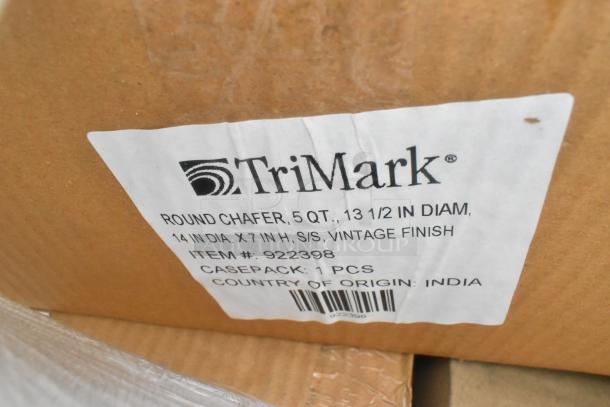 TriMark®
ROUND CHAFER, 5 QT., 13 1/2 IN DIAM,
14 IN DIA. X 7 IN H, S/S, VINTAGE FINISH
ITEM #: 922398
CASEPACK: 1 PCS
COUNTRY OF ORIGIN: INDIA
922398